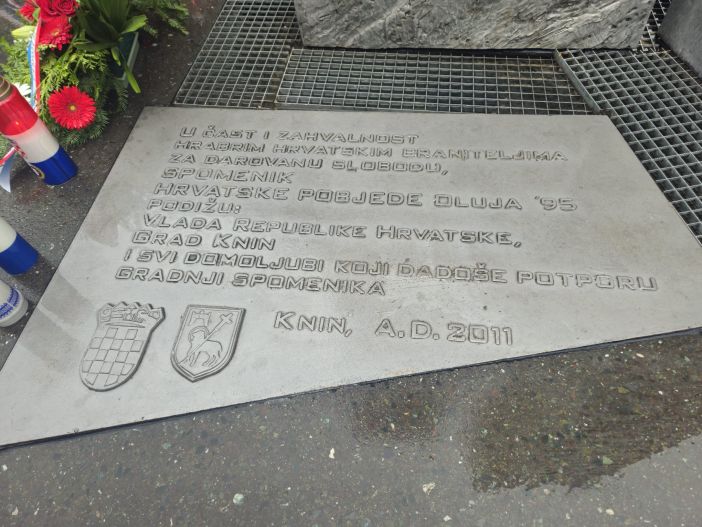 U ČAST I ZAHVALNOST
HRABRIM HRVATSKIM BRANITELJIMA
ZA DAROVANU SLOBODU,
SPOMENIK
HRVATSKE POBJEDE OLUJA '95
PODIŽU:
VLADA REPUBLIKE HRVATSKE,
GRAD KNIN
I SVI DOMOLJUBI KOJI DADOŠE POTPORU
GRADNJI SPOMENIKA
KNIN, A.D. 2011